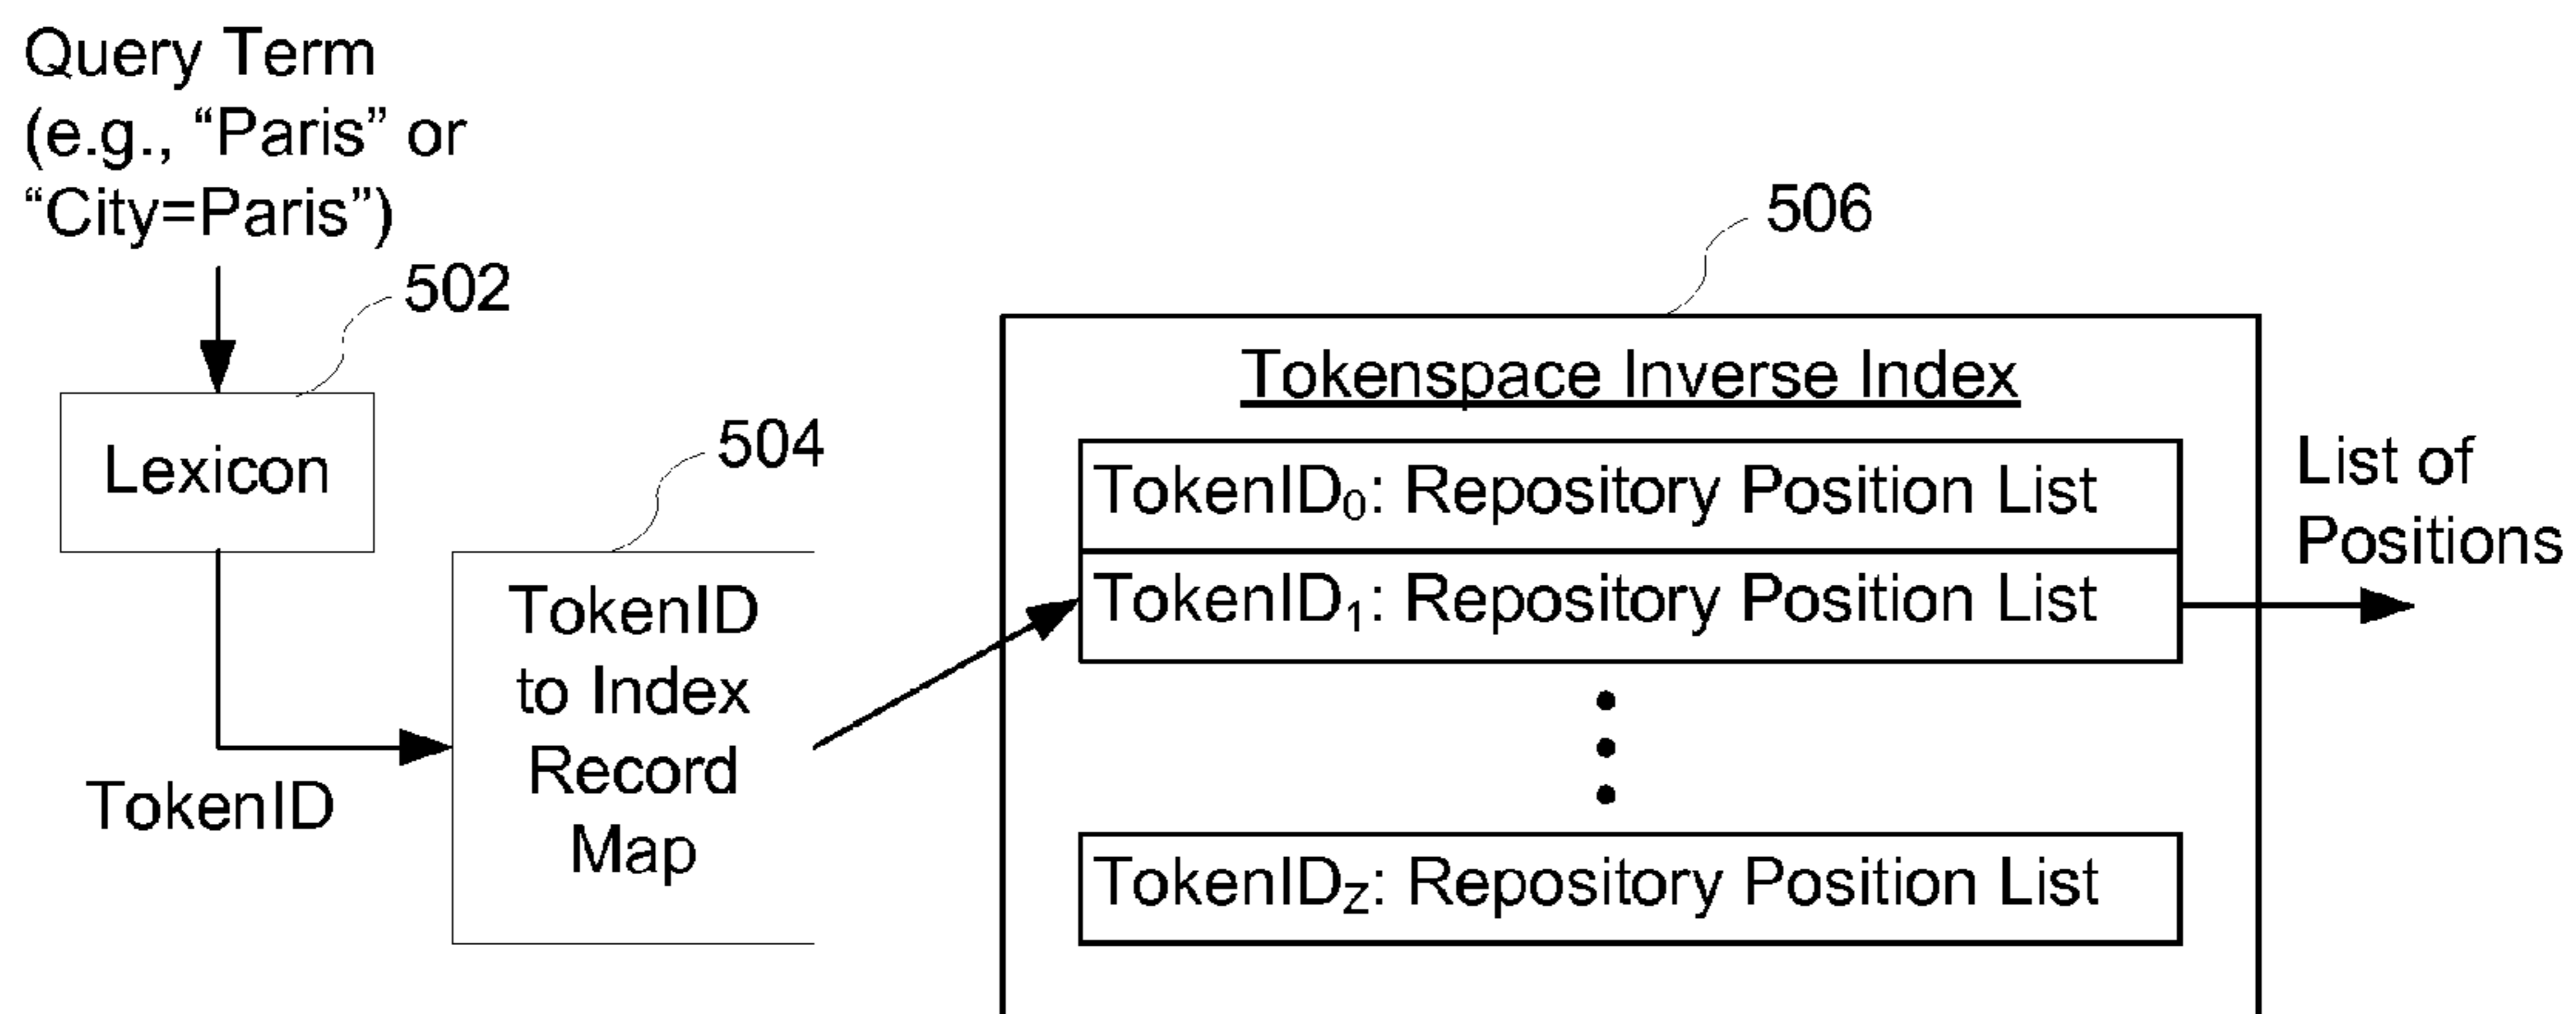 Query Term
(e.g., “Paris” or
“City=Paris”)
502
Lexicon
TokenID
504
TokenID
to Index
Record
Map
506
Tokenspace Inverse Index
TokenID₀: Repository Position List
TokenID₁: Repository Position List
TokenIDZ: Repository Position List
List of
Positions